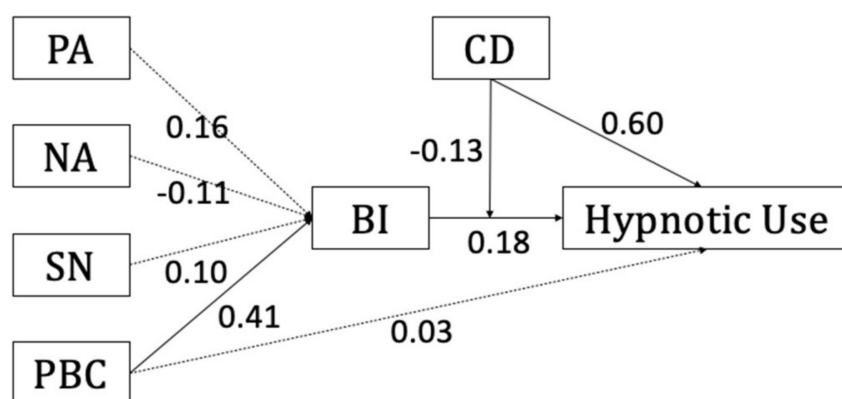 PA
CD
0.16
0.60
NA
-0.13
-0.11
BI
Hypnotic Use
0.18
SN
0.10
0.41
0.03
PBC